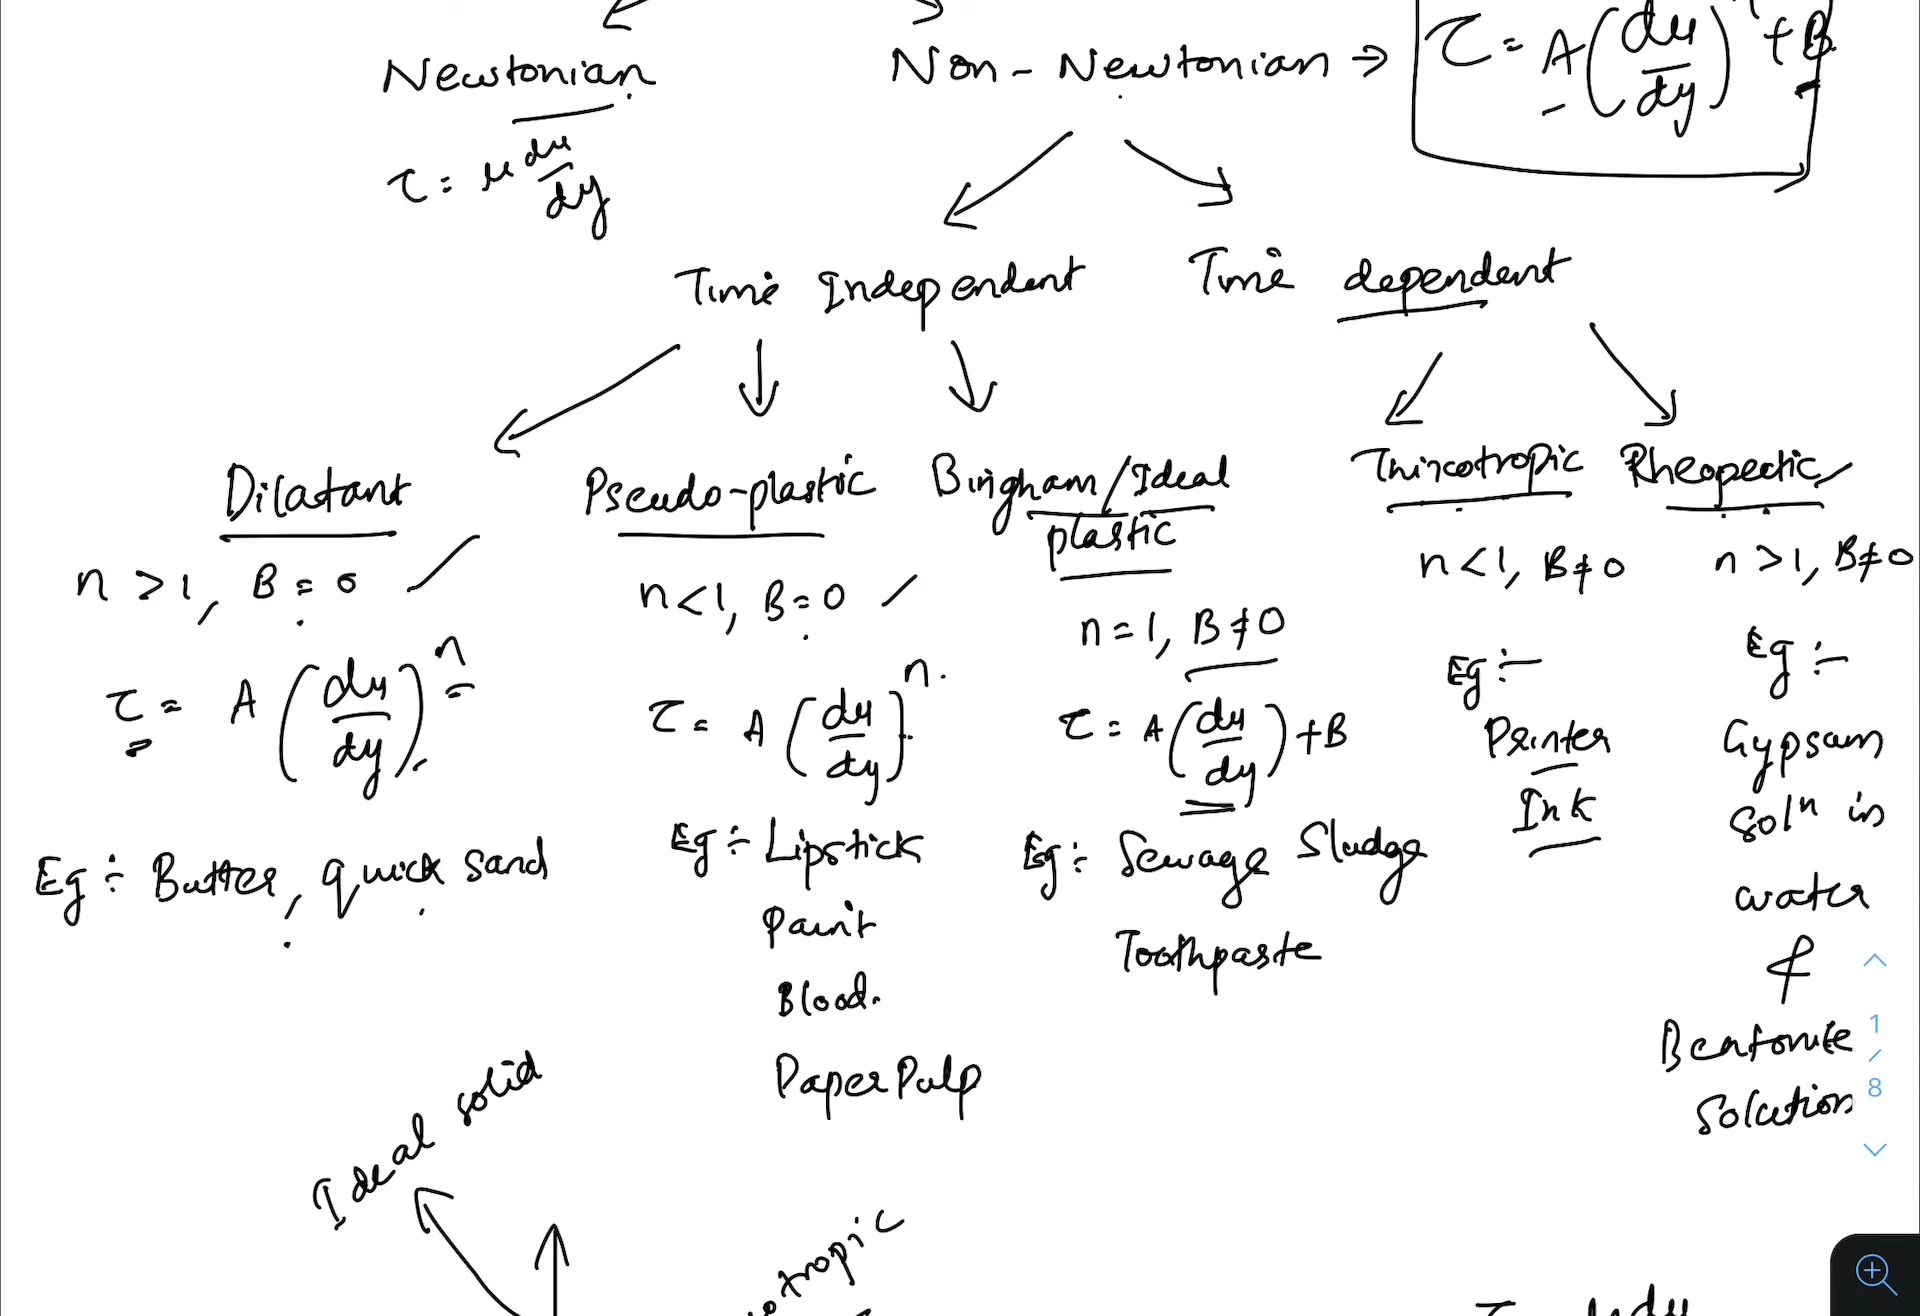 Newtonian
τ = μ du/dy
Non-Newtonian → τ = A(du/dy)ⁿ + B
Time Independent
Time dependent
Dilatant
n > 1, B = 0
τ = A(du/dy)ⁿ
Eg ÷ Butter, quick sand
Pseudo-plastic
n < 1, B = 0
τ = A(du/dy)ⁿ
Eg ÷ Lipstick
Paint
Blood.
Paper Pulp
Bingham/Ideal
plastic
n = 1, B ≠ 0
τ = A(du/dy) + B
Eg: Sewage Sludge
Toothpaste
Thixotropic
n < 1, B ≠ 0
Eg :-
Printer
Ink
Rheopectic
n > 1, B ≠ 0
Eg :-
Gypsam
Solⁿ in
water
&
Bentonite
Solution
1
/
8
Ideal solid